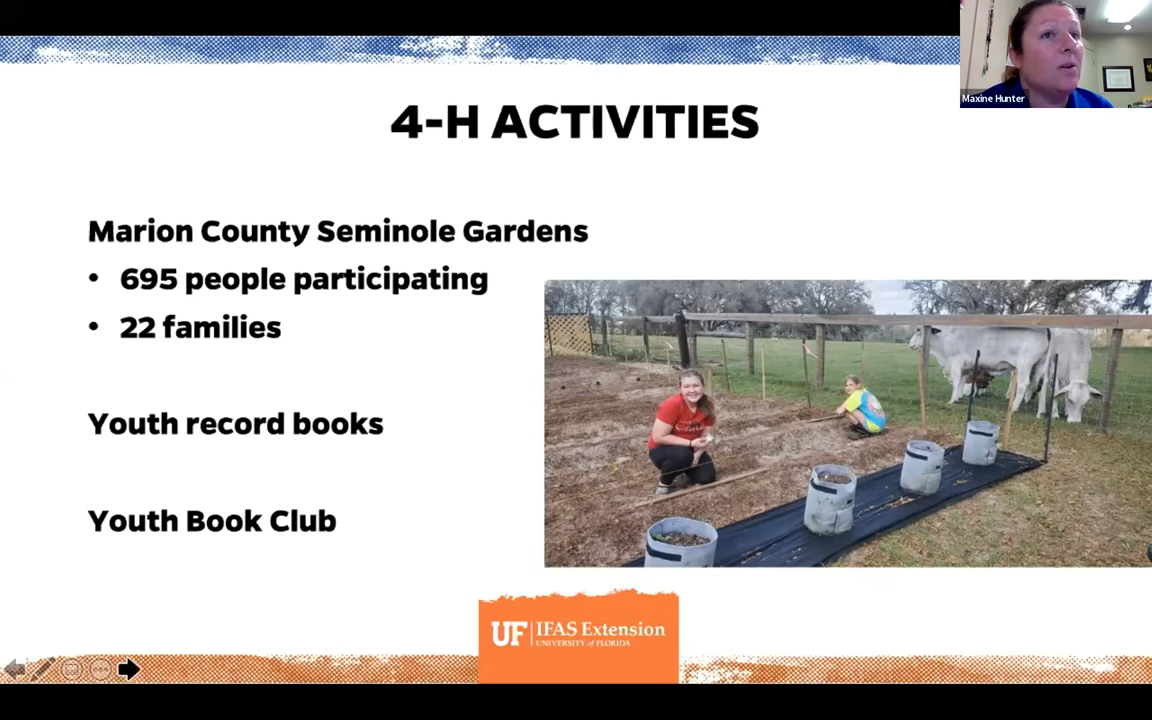 Maxine Hunter
4-H ACTIVITIES
Marion County Seminole Gardens
• 695 people participating
• 22 families
Youth record books
Youth Book Club
UF IFAS Extension
UNIVERSITY of FLORIDA